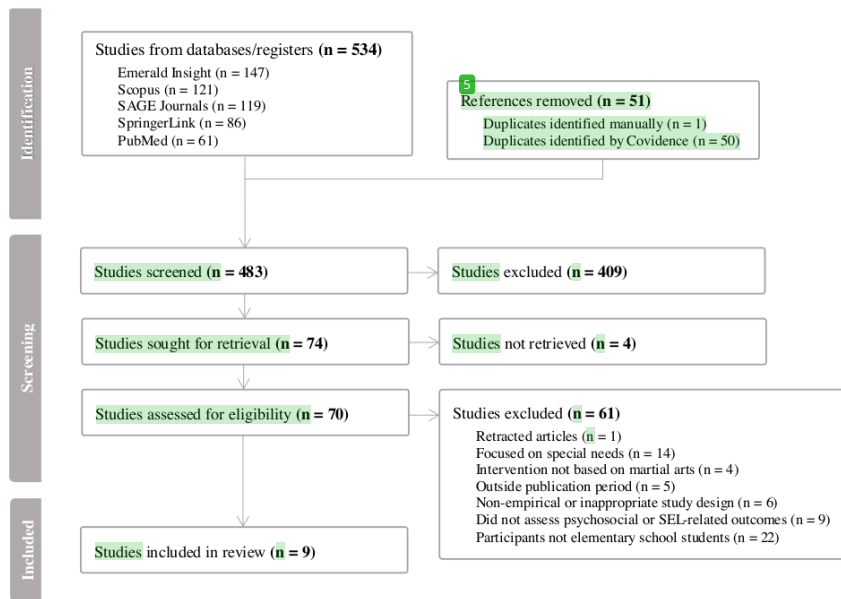 Identification
Studies from databases/registers (n = 534)
Emerald Insight (n = 147)
Scopus (n = 121)
SAGE Journals (n = 119)
SpringerLink (n = 86)
PubMed (n = 61)
5
References removed (n = 51)
Duplicates identified manually (n = 1)
Duplicates identified by Covidence (n = 50)
Screening
Studies screened (n = 483)
Studies excluded (n = 409)
Studies sought for retrieval (n = 74)
Studies not retrieved (n = 4)
Studies assessed for eligibility (n = 70)
Studies excluded (n = 61)
Retracted articles (n = 1)
Focused on special needs (n = 14)
Intervention not based on martial arts (n = 4)
Outside publication period (n = 5)
Non-empirical or inappropriate study design (n = 6)
Did not assess psychosocial or SEL-related outcomes (n = 9)
Participants not elementary school students (n = 22)
Included
Studies included in review (n = 9)